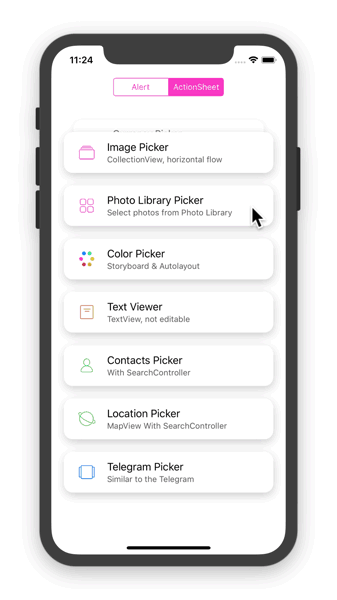 11:24
Alert
ActionSheet
Image Picker
CollectionView, horizontal flow
Photo Library Picker
Select photos from Photo Library
Color Picker
Storyboard & Autolayout
Text Viewer
TextView, not editable
Contacts Picker
With SearchController
Location Picker
MapView With SearchController
Telegram Picker
Similar to the Telegram